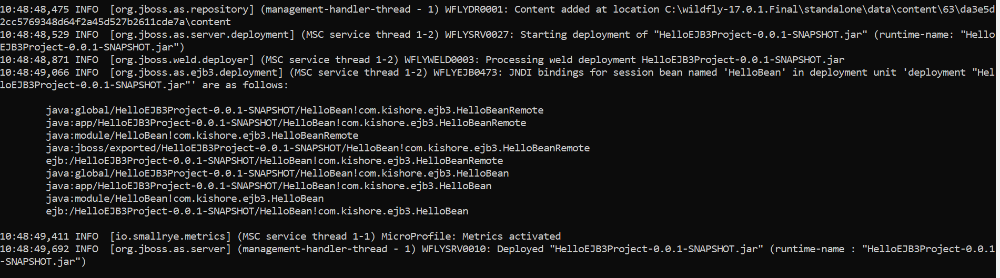 10:48:48,475 INFO  [org.jboss.as.repository] (management-handler-thread - 1) WFLYDR0001: Content added at location C:\wildfly-17.0.1.Final\standalone\data\content\63\da3e5d
2cc5769348d64f2a45d527b2611cde7a\content
10:48:48,529 INFO  [org.jboss.as.server.deployment] (MSC service thread 1-2) WFLYSRV0027: Starting deployment of "HelloEJB3Project-0.0.1-SNAPSHOT.jar" (runtime-name: "Hello
EJB3Project-0.0.1-SNAPSHOT.jar")
10:48:48,871 INFO  [org.jboss.weld.deployer] (MSC service thread 1-2) WFLYWELD0003: Processing weld deployment HelloEJB3Project-0.0.1-SNAPSHOT.jar
10:48:49,066 INFO  [org.jboss.as.ejb3.deployment] (MSC service thread 1-2) WFLYEJB0473: JNDI bindings for session bean named 'HelloBean' in deployment unit 'deployment "Hel
loEJB3Project-0.0.1-SNAPSHOT.jar"' are as follows:
java:global/HelloEJB3Project-0.0.1-SNAPSHOT/HelloBean!com.kishore.ejb3.HelloBeanRemote
java:app/HelloEJB3Project-0.0.1-SNAPSHOT/HelloBean!com.kishore.ejb3.HelloBeanRemote
java:module/HelloBean!com.kishore.ejb3.HelloBeanRemote
java:jboss/exported/HelloEJB3Project-0.0.1-SNAPSHOT/HelloBean!com.kishore.ejb3.HelloBeanRemote
ejb:/HelloEJB3Project-0.0.1-SNAPSHOT/HelloBean!com.kishore.ejb3.HelloBeanRemote
java:global/HelloEJB3Project-0.0.1-SNAPSHOT/HelloBean!com.kishore.ejb3.HelloBean
java:app/HelloEJB3Project-0.0.1-SNAPSHOT/HelloBean!com.kishore.ejb3.HelloBean
java:module/HelloBean!com.kishore.ejb3.HelloBean
ejb:/HelloEJB3Project-0.0.1-SNAPSHOT/HelloBean!com.kishore.ejb3.HelloBean
10:48:49,411 INFO  [io.smallrye.metrics] (MSC service thread 1-1) MicroProfile: Metrics activated
10:48:49,692 INFO  [org.jboss.as.server] (management-handler-thread - 1) WFLYSRV0010: Deployed "HelloEJB3Project-0.0.1-SNAPSHOT.jar" (runtime-name : "HelloEJB3Project-0.0.1
-SNAPSHOT.jar")